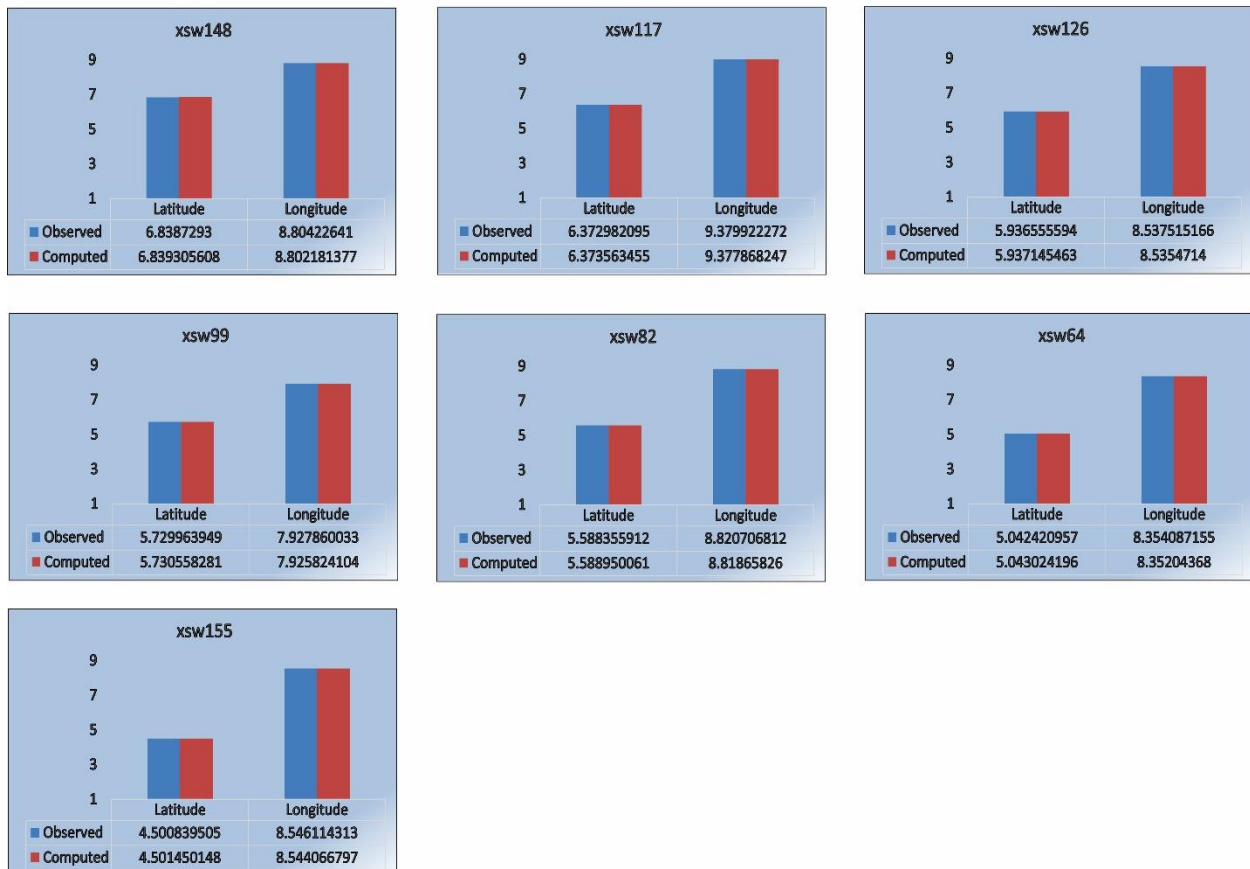 xsw148
9
7
5
3
1
Latitude Longitude
Observed 6.8387293 8.80422641
Computed 6.839305608 8.802181377
xsw117
9
7
5
3
1
Latitude Longitude
Observed 6.372982095 9.379922272
Computed 6.373563455 9.377868247
xsw126
9
7
5
3
1
Latitude Longitude
Observed 5.936555594 8.537515166
Computed 5.937145463 8.5354714
xsw99
9
7
5
3
1
Latitude Longitude
Observed 5.729963949 7.927860033
Computed 5.730558281 7.925824104
xsw82
9
7
5
3
1
Latitude Longitude
Observed 5.588355912 8.820706812
Computed 5.588950061 8.81865826
xsw64
9
7
5
3
1
Latitude Longitude
Observed 5.042420957 8.354087155
Computed 5.043024196 8.35204368
xsw155
9
7
5
3
1
Latitude Longitude
Observed 4.500839505 8.546114313
Computed 4.501450148 8.544066797